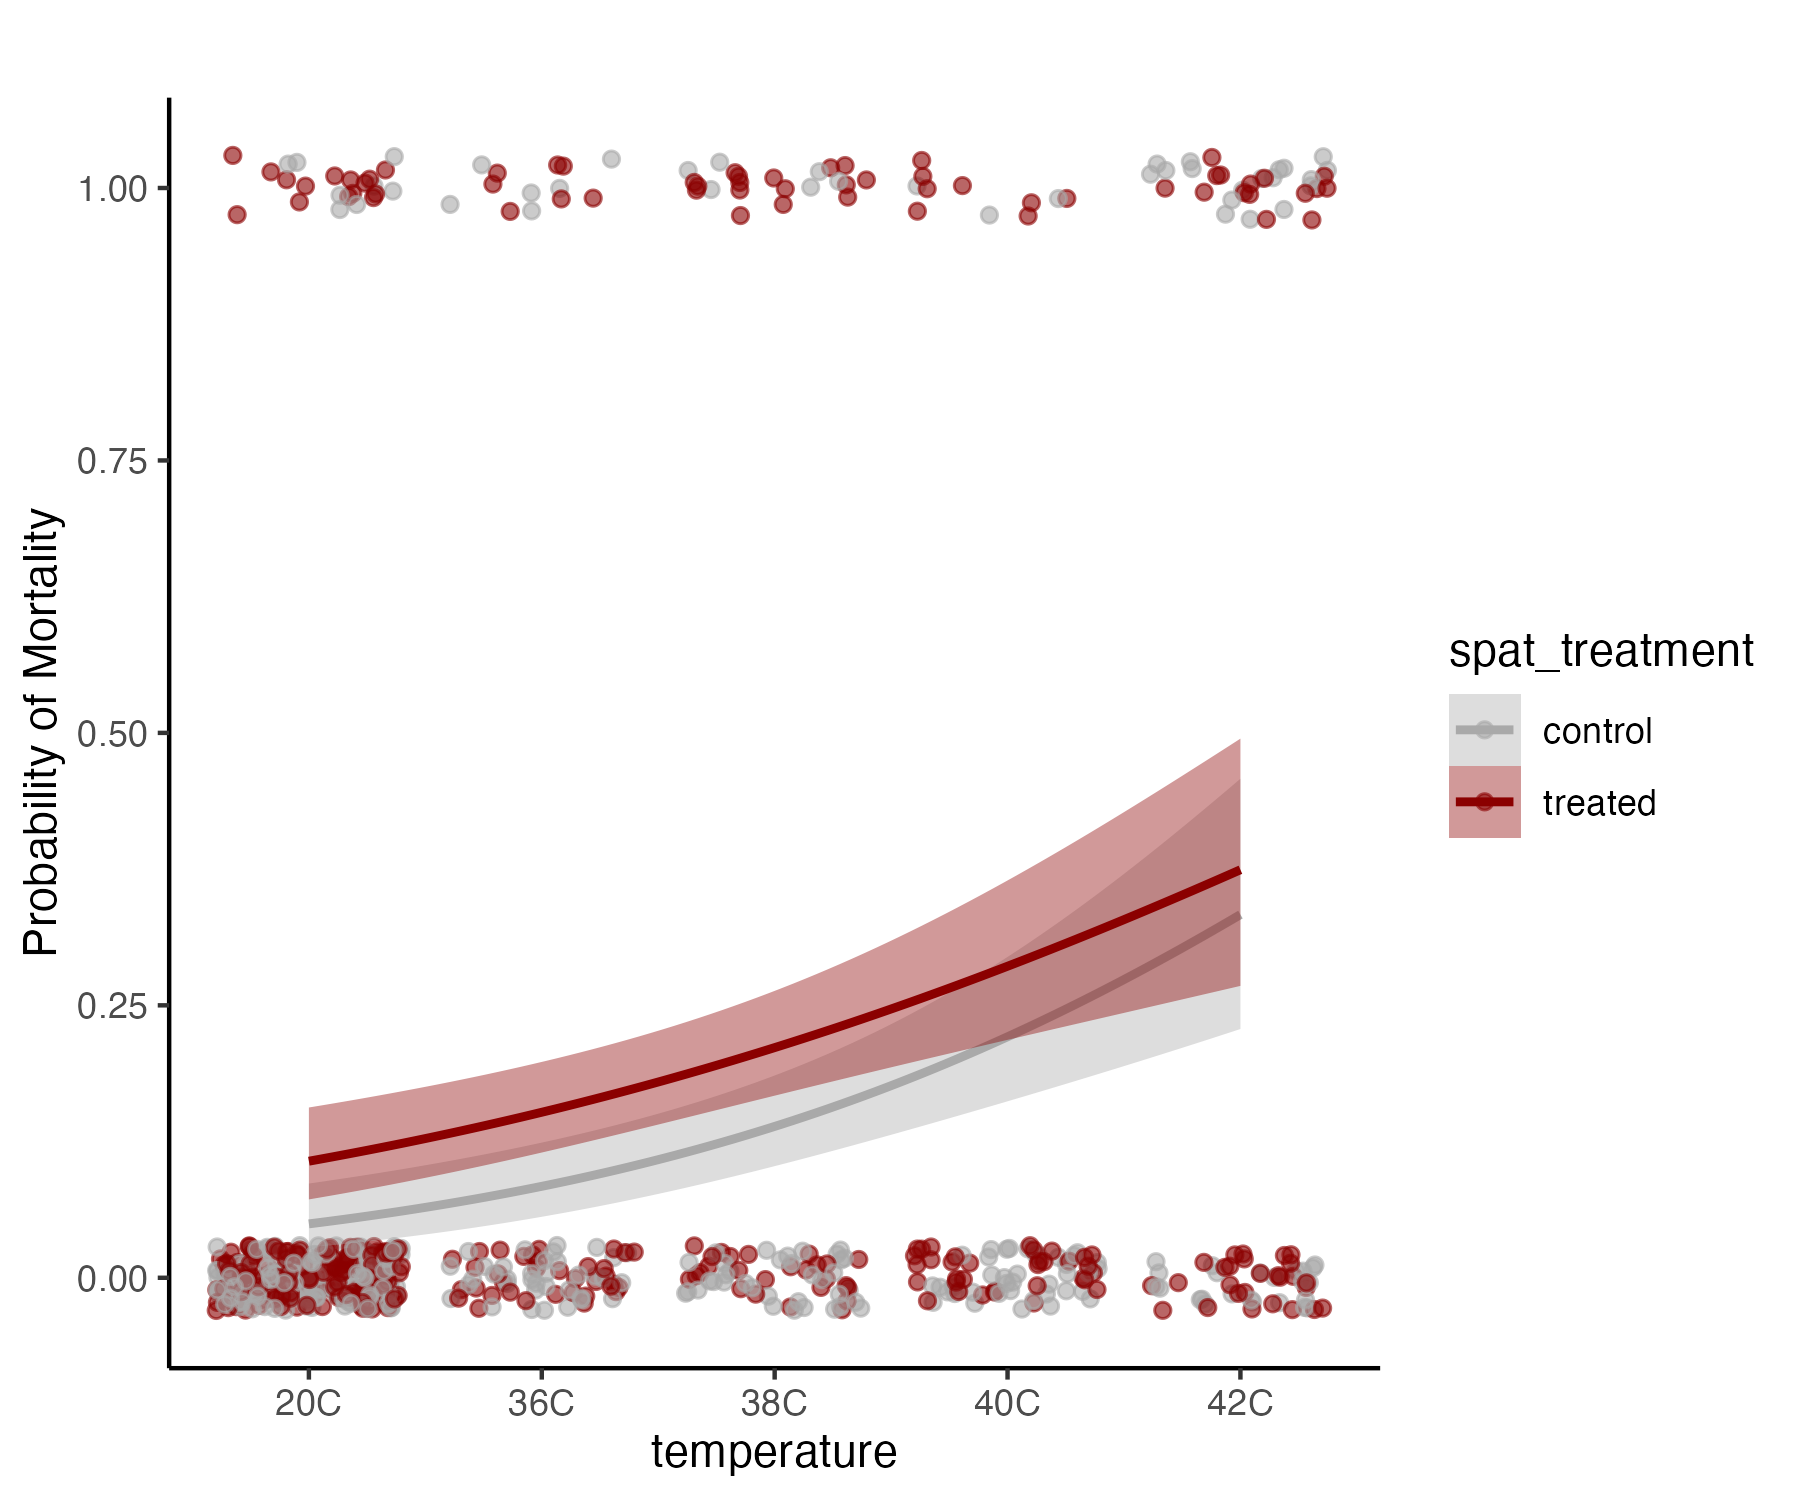 1.00
0.75
0.50
0.25
0.00
Probability of Mortality
20C 36C 38C 40C 42C
temperature
spat_treatment
control
treated